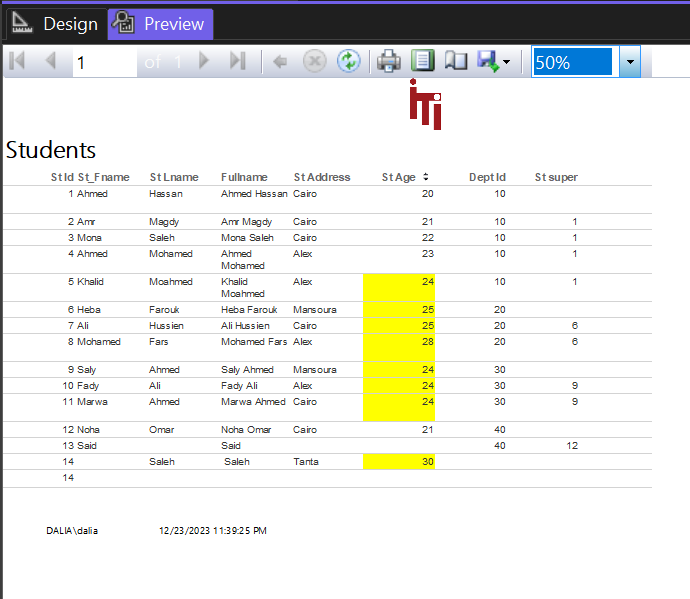 Design Preview
1 of 1 50%
iTi
Students
St Id St_Fname St Lname Fullname St Address St Age Dept Id St super
1 Ahmed Hassan Ahmed Hassan Cairo 20 10
2 Amr Magdy Amr Magdy Cairo 21 10 1
3 Mona Saleh Mona Saleh Cairo 22 10 1
4 Ahmed Mohamed Ahmed Alex 23 10 1
Mohamed
5 Khalid Moahmed Khalid Alex 24 10 1
Moahmed
6 Heba Farouk Heba Farouk Mansoura 25 20
7 Ali Hussien Ali Hussien Cairo 25 20 6
8 Mohamed Fars Mohamed Fars Alex 28 20 6
9 Saly Ahmed Saly Ahmed Mansoura 24 30
10 Fady Ali Fady Ali Alex 24 30 9
11 Marwa Ahmed Marwa Ahmed Cairo 24 30 9
12 Noha Omar Noha Omar Cairo 21 40
13 Said Said 40 12
14 Saleh Saleh Tanta 30
14
DALIA\dalia 12/23/2023 11:39:25 PM